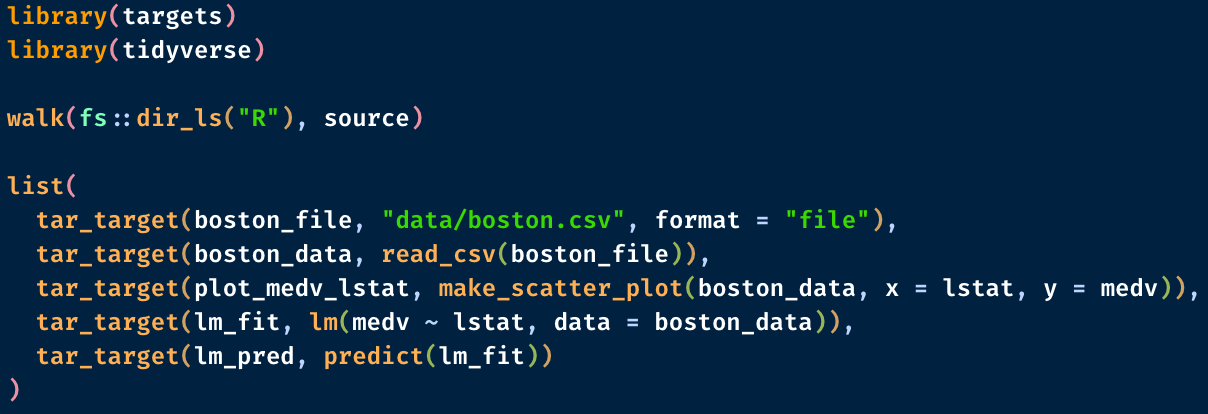 library(targets)
library(tidyverse)

walk(fs::dir_ls("R"), source)

list(
  tar_target(boston_file, "data/boston.csv", format = "file"),
  tar_target(boston_data, read_csv(boston_file)),
  tar_target(plot_medv_lstat, make_scatter_plot(boston_data, x = lstat, y = medv)),
  tar_target(lm_fit, lm(medv ~ lstat, data = boston_data)),
  tar_target(lm_pred, predict(lm_fit))
)